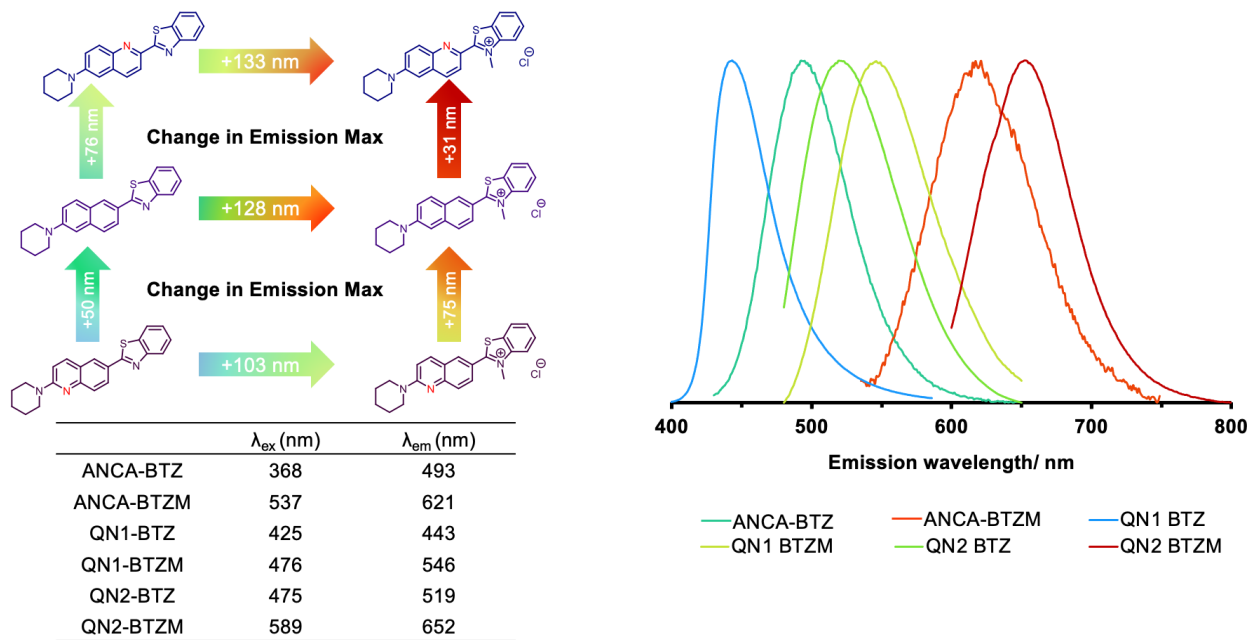 S
N
N
N
+133 nm
S
N
N
N
Cl
+76 nm
Change in Emission Max
+31 nm
S
N
N
+128 nm
S
N
N
Cl
+50 nm
Change in Emission Max
+75 nm
S
N
N
N
+103 nm
S
N
N
N
Cl
λex (nm) λem (nm)
ANCA-BTZ 368 493
ANCA-BTZM 537 621
QN1-BTZ 425 443
QN1-BTZM 476 546
QN2-BTZ 475 519
QN2-BTZM 589 652
400 500 600 700 800
Emission wavelength/ nm
ANCA-BTZ ANCA-BTZM QN1 BTZ
QN1 BTZM QN2 BTZ QN2 BTZM